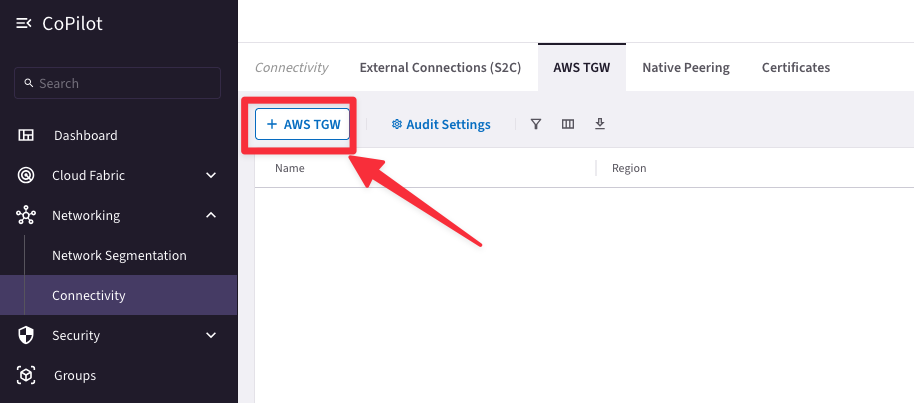 CoPilot
Search
Dashboard
Cloud Fabric
Networking
Network Segmentation
Connectivity
Security
Groups
Connectivity
External Connections (S2C)
AWS TGW
Native Peering
Certificates
+ AWS TGW
Audit Settings
Name
Region